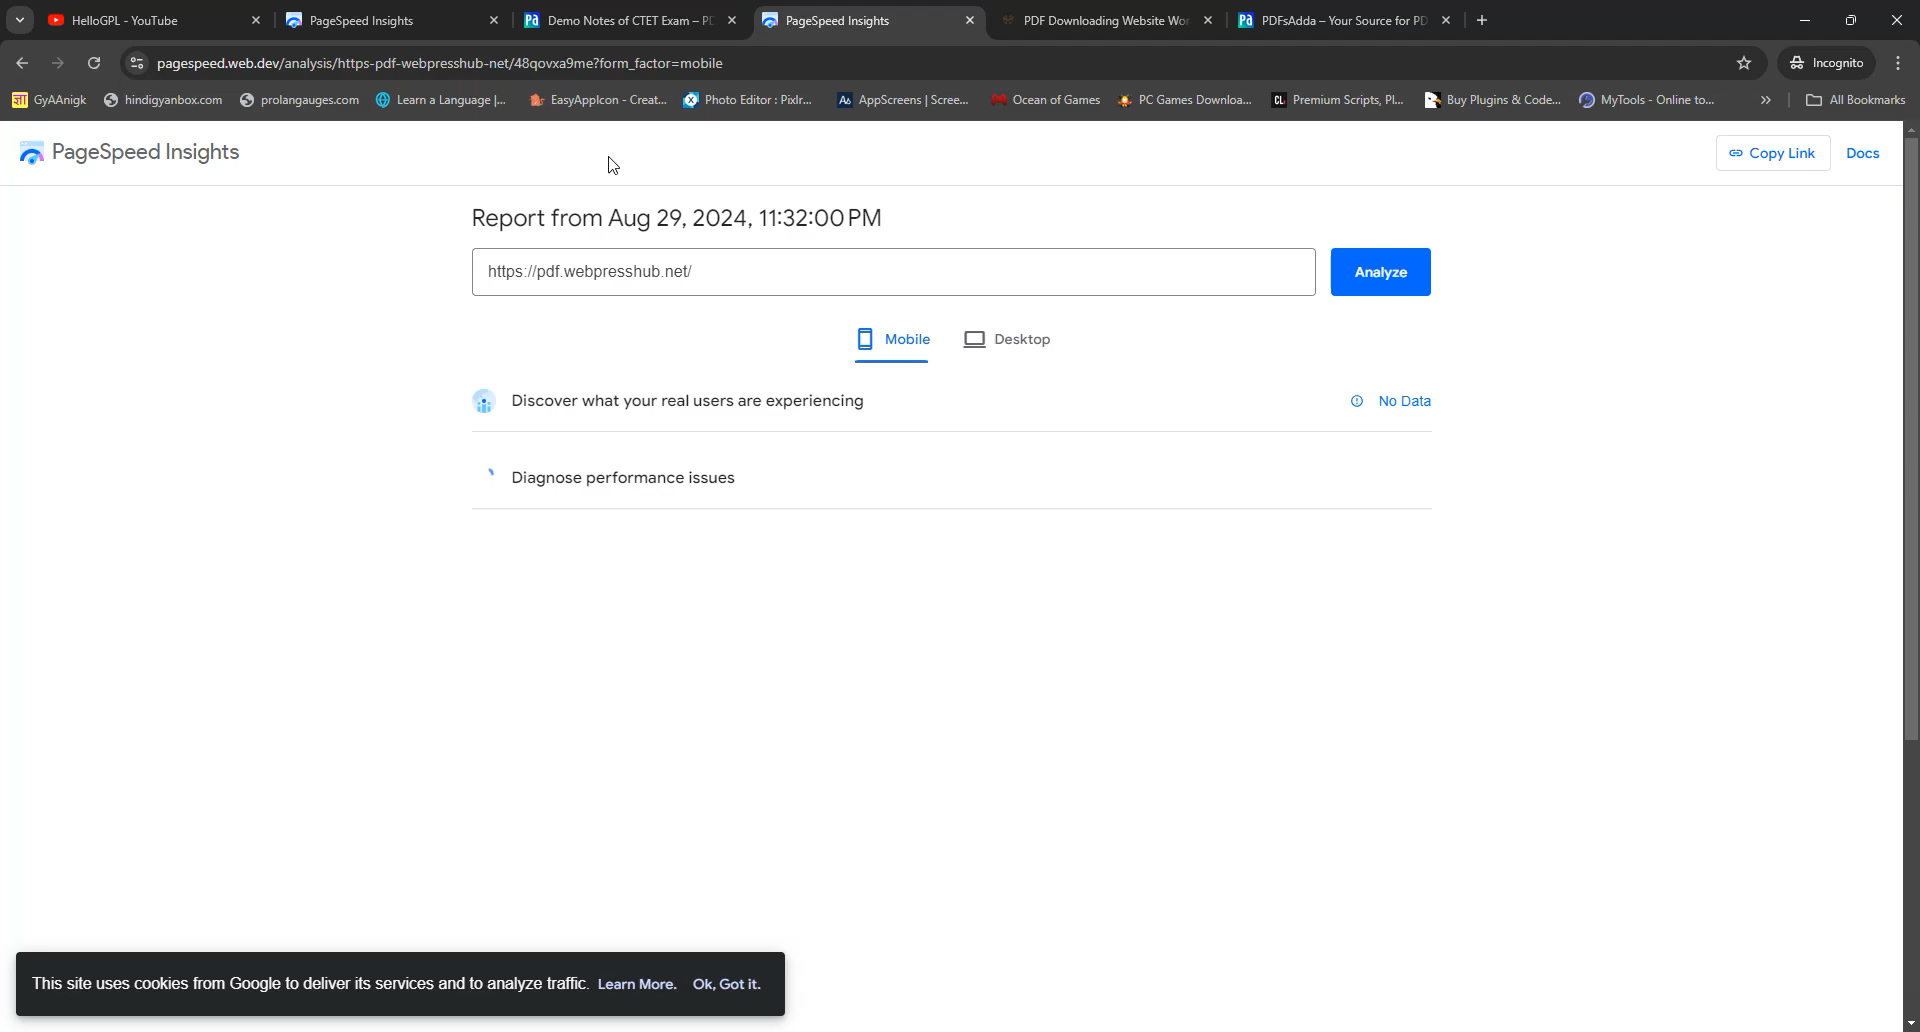 HelloGPL - YouTube
PageSpeed Insights
Demo Notes of CTET Exam – PD
PageSpeed Insights
PDF Downloading Website Wor
PDFsAdda – Your Source for PD
pagespeed.web.dev/analysis/https-pdf-webpresshub-net/48qovxa9me?form_factor=mobile
Incognito
GyAAnigk
hindigyanbox.com
prolangauges.com
Learn a Language |...
EasyAppIcon - Creat...
Photo Editor : Pixlr...
AppScreens | Scree...
Ocean of Games
PC Games Downloa...
Premium Scripts, Pl...
Buy Plugins & Code...
MyTools - Online to...
All Bookmarks
PageSpeed Insights
Copy Link
Docs
Report from Aug 29, 2024, 11:32:00 PM
https://pdf.webpresshub.net/
Analyze
Mobile
Desktop
Discover what your real users are experiencing
No Data
Diagnose performance issues
This site uses cookies from Google to deliver its services and to analyze traffic. Learn More. Ok, Got it.